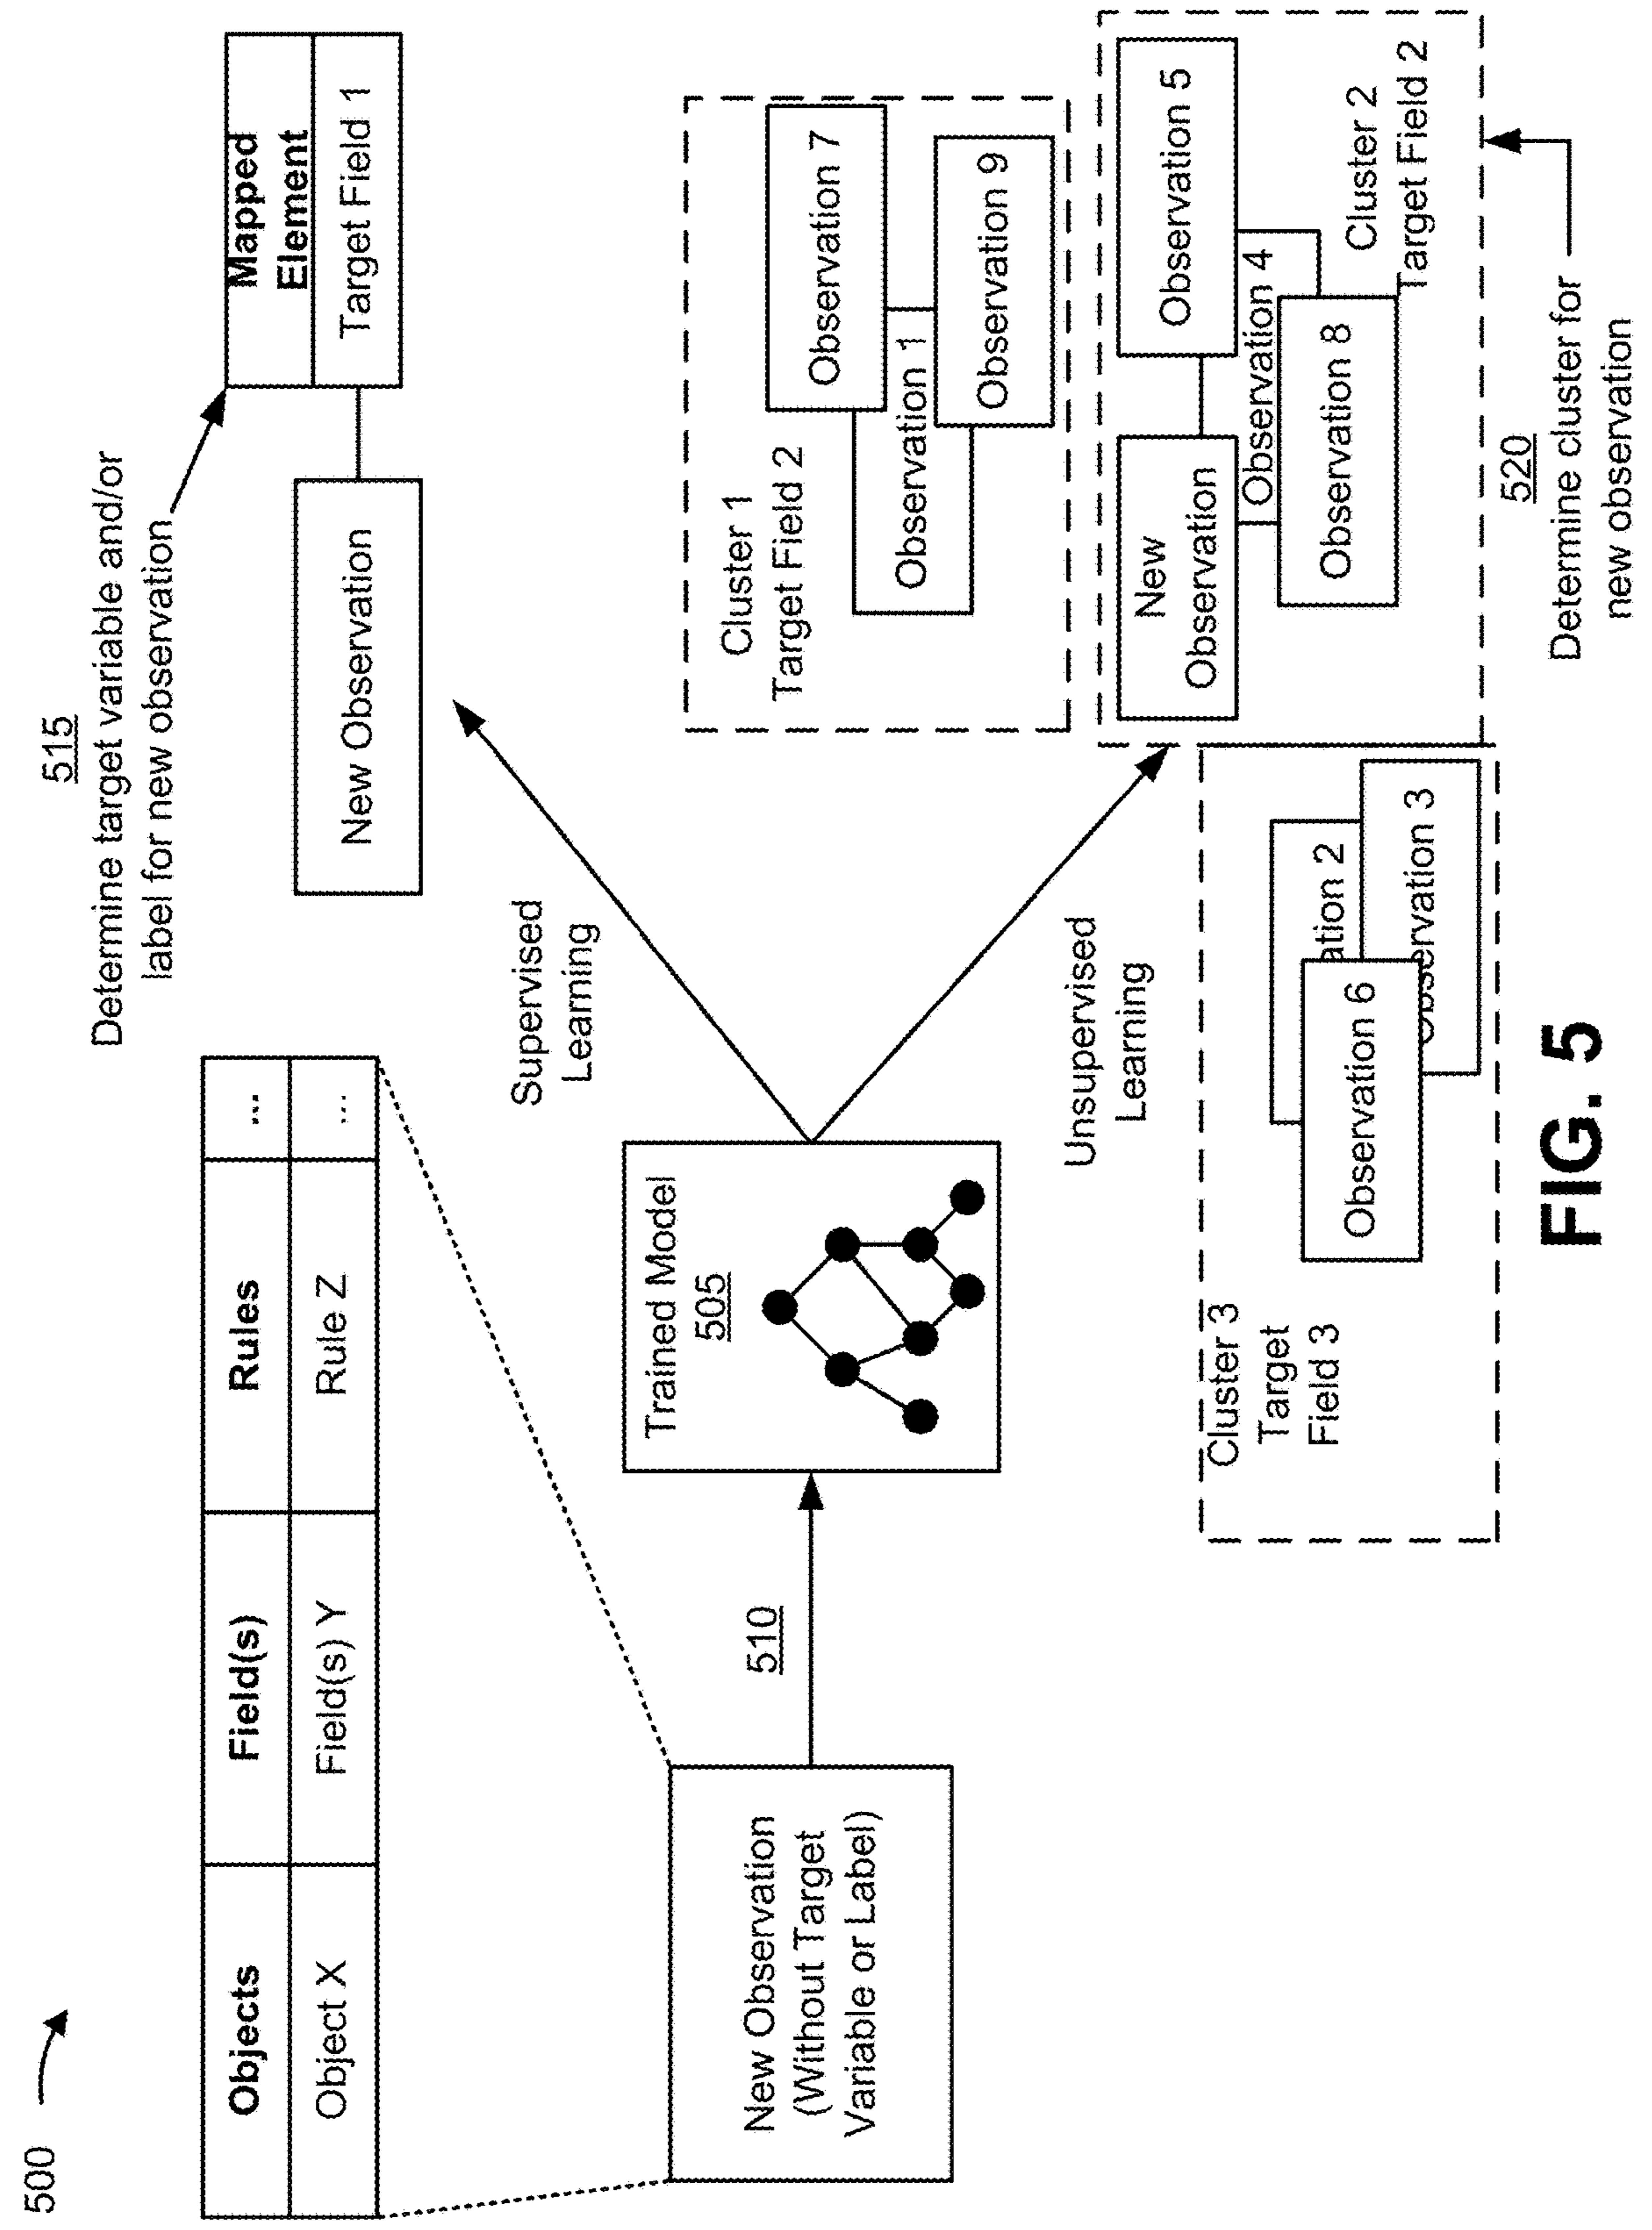 500
Objects
Field(s)
Rules
...
Object X
Field(s) Y
Rule Z
...
515
Determine target variable and/or
label for new observation
Mapped
Element
New Observation
Target Field 1
Supervised
Learning
New Observation
(Without Target
Variable or Label)
510
Trained Model
505
Unsupervised
Learning
Cluster 1
Target Field 2
Observation 7
Observation 1
Observation 9
New
Observation
Observation 5
Observation 4
Observation 8
Cluster 2
Target Field 2
Cluster 3
Target
Field 3
ation 2
Observation 6
bservation 3
520
Determine cluster for
new observation
FIG. 5